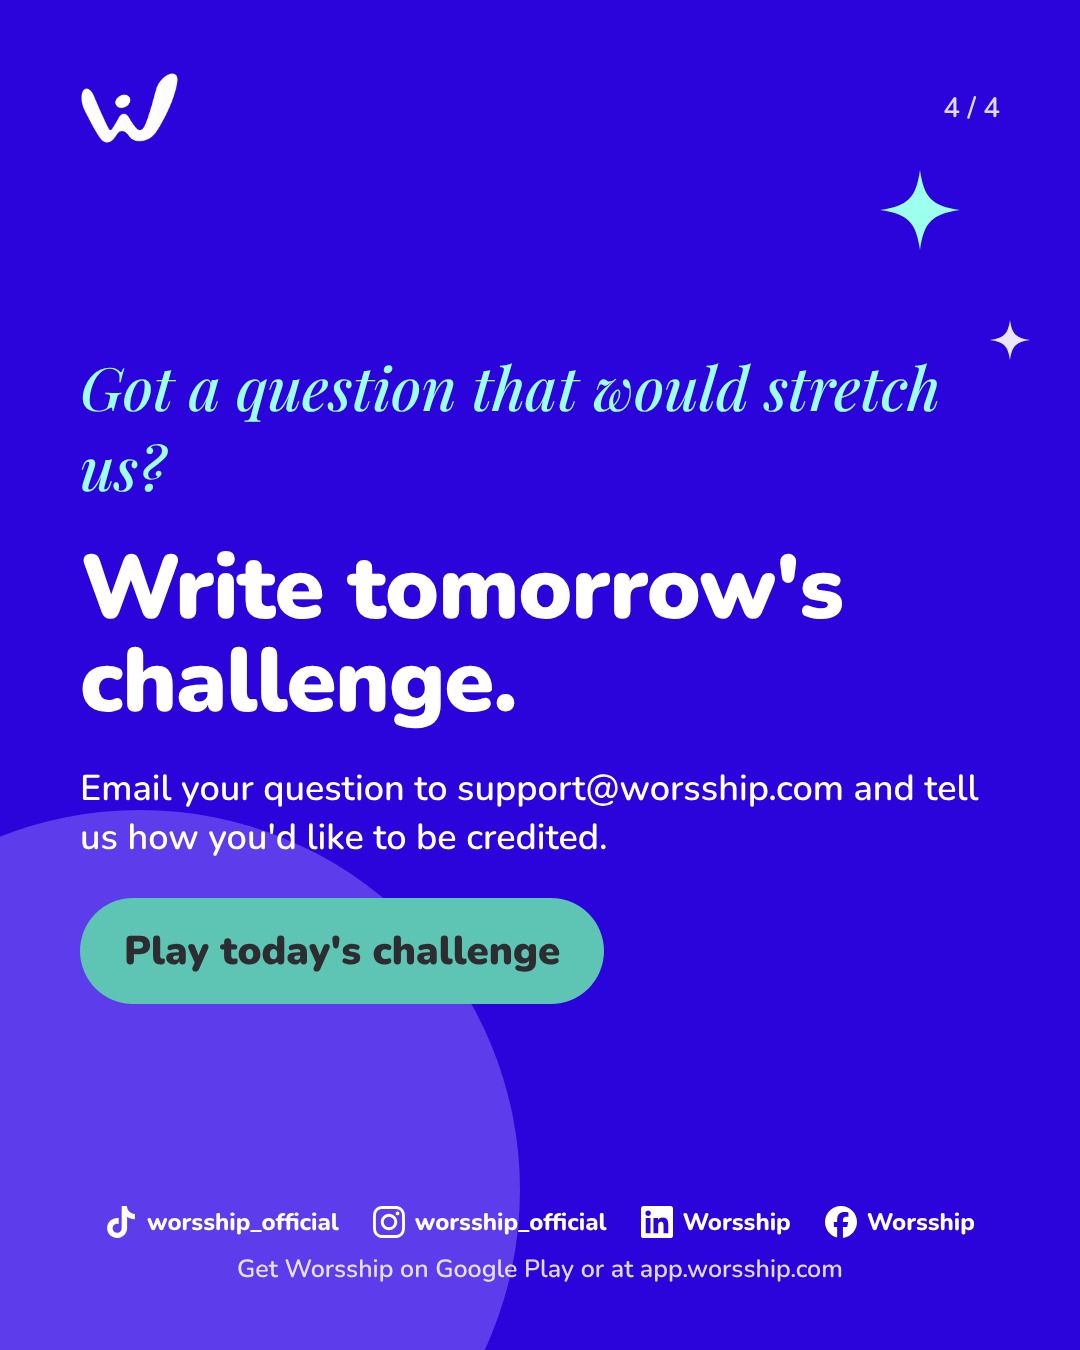 4 / 4
Got a question that would stretch
us?
Write tomorrow's
challenge.
Email your question to support@worsship.com and tell
us how you'd like to be credited.
Play today's challenge
worsship_official worsship_official Worsship Worsship
Get Worsship on Google Play or at app.worsship.com